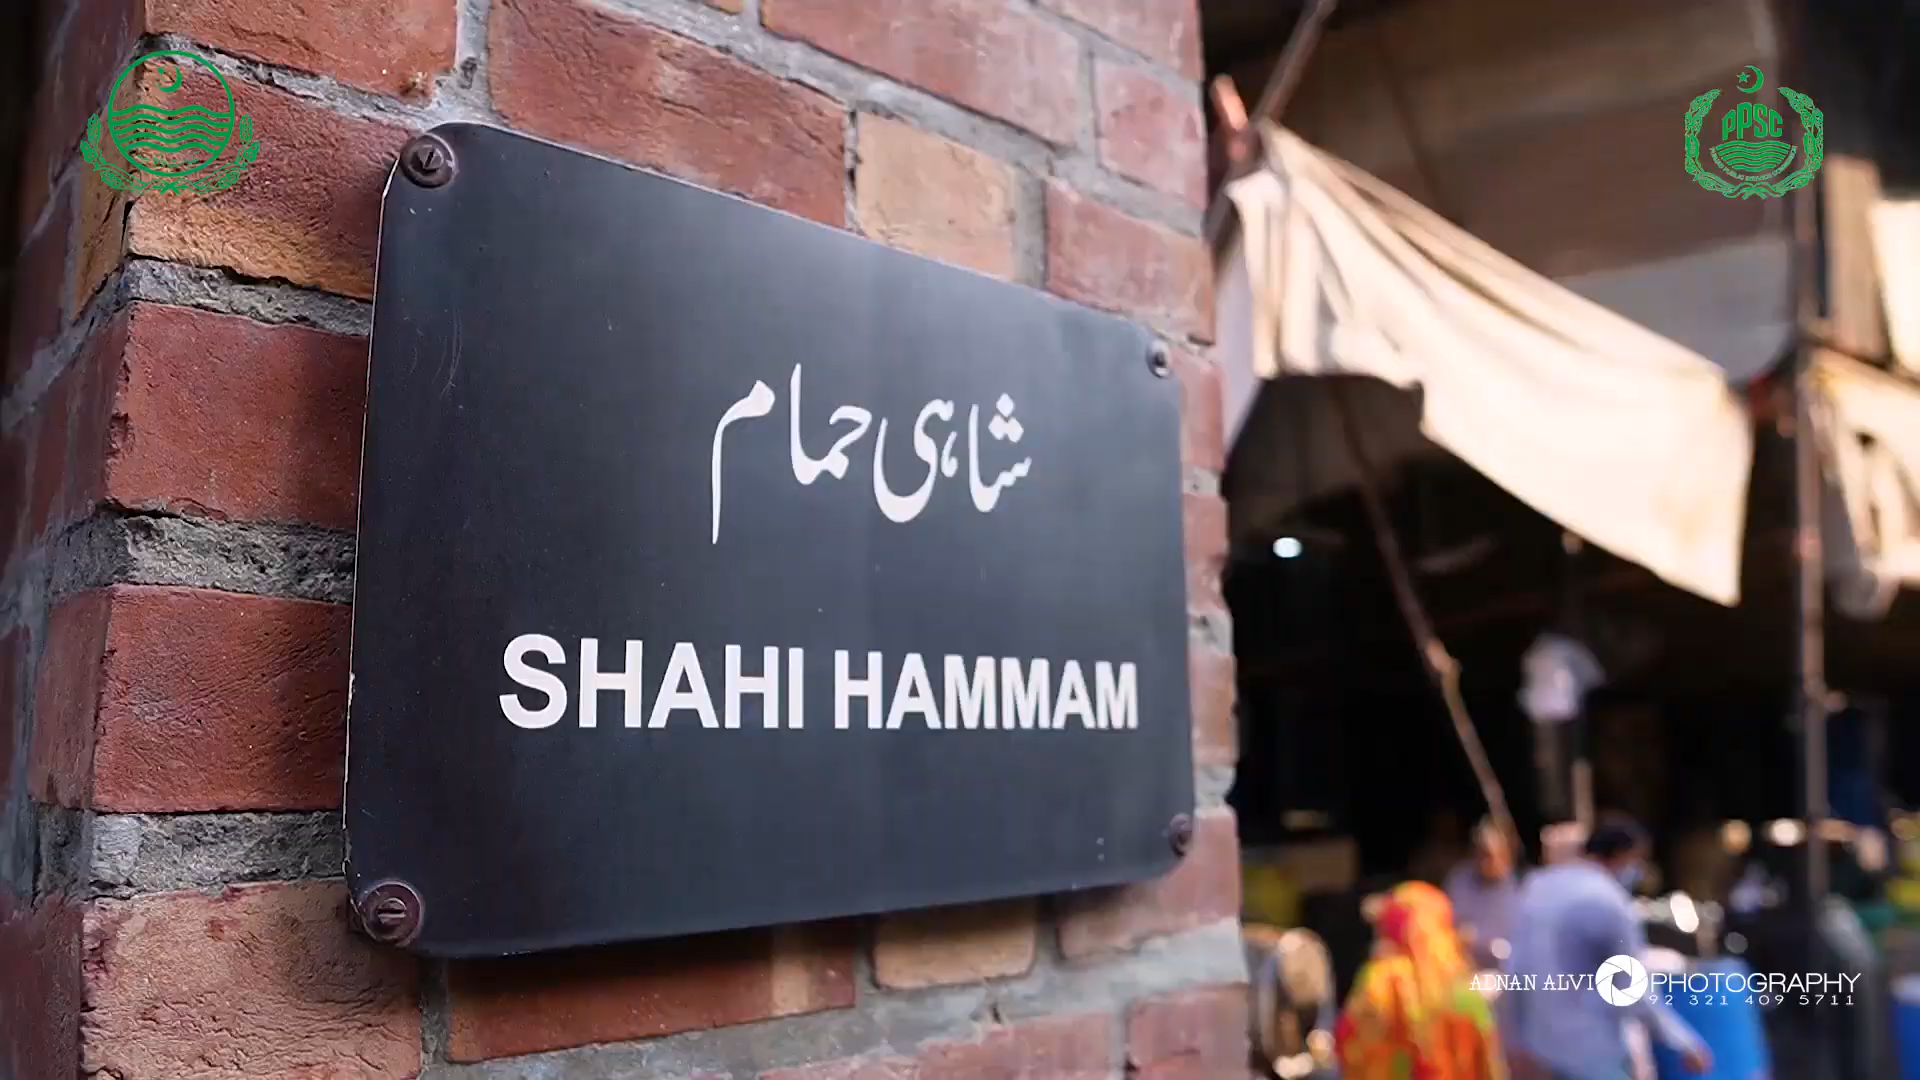 PPSC
شاہی حمام
SHAHI HAMMAM
ADNAN ALVI PHOTOGRAPHY
92 321 409 5711